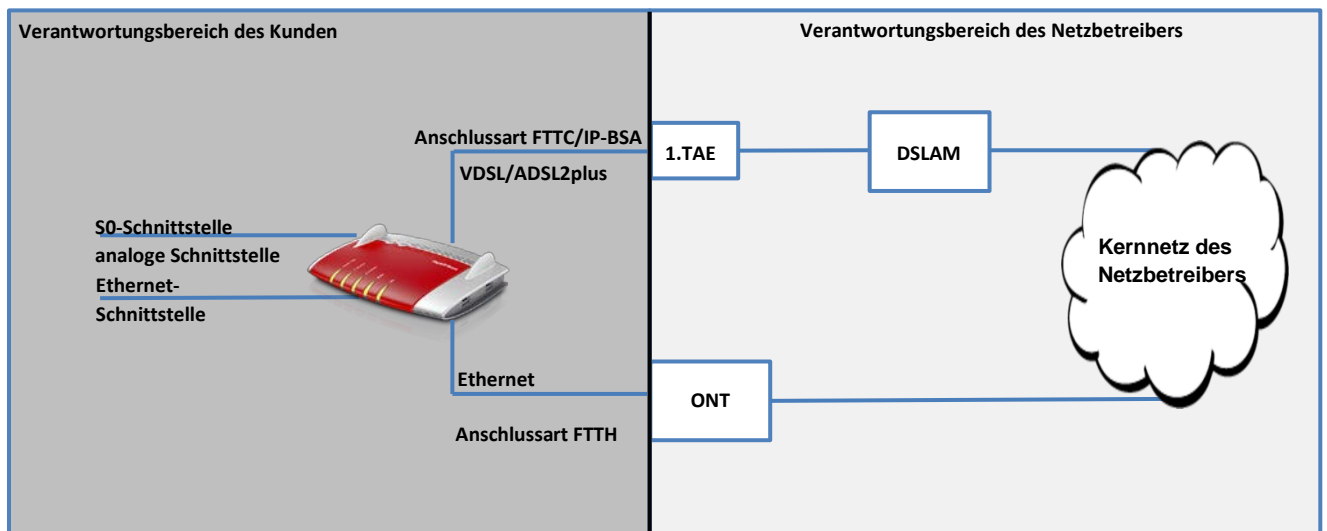 Verantwortungsbereich des Kunden
Verantwortungsbereich des Netzbetreibers
Anschlussart FTTC/IP-BSA
VDSL/ADSL2plus
1.TAE
DSLAM
S0-Schnittstelle
analoge Schnittstelle
Ethernet-
Schnittstelle
Kernnetz des
Netzbetreibers
Ethernet
ONT
Anschlussart FTTH